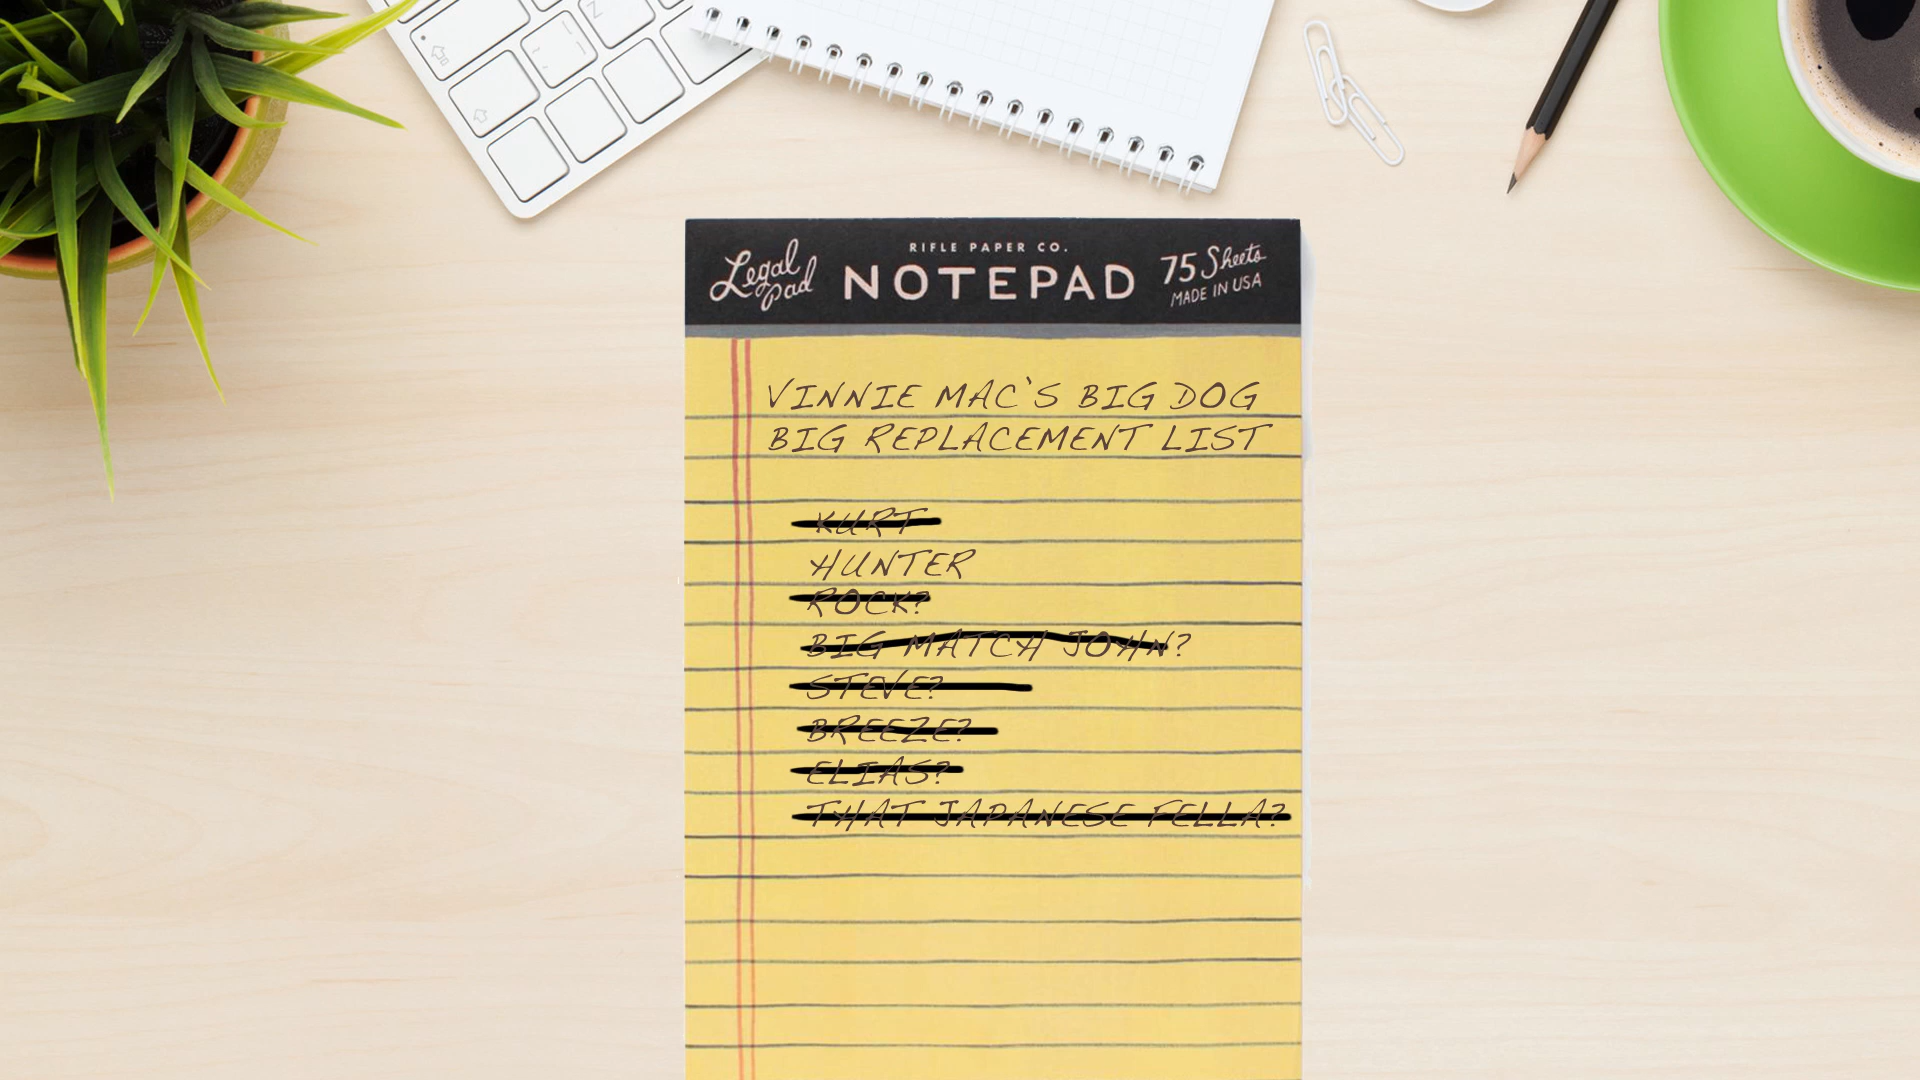 Legal pad
RIFLE PAPER CO.
NOTEPAD
75 Sheets
MADE IN USA
VINNIE MAC'S BIG DOG
BIG REPLACEMENT LIST
KURT
HUNTER
ROCK?
BIG MATCH JOHN?
STEVE?
BREEZE?
ELIAS?
THAT JAPANESE FELLA?